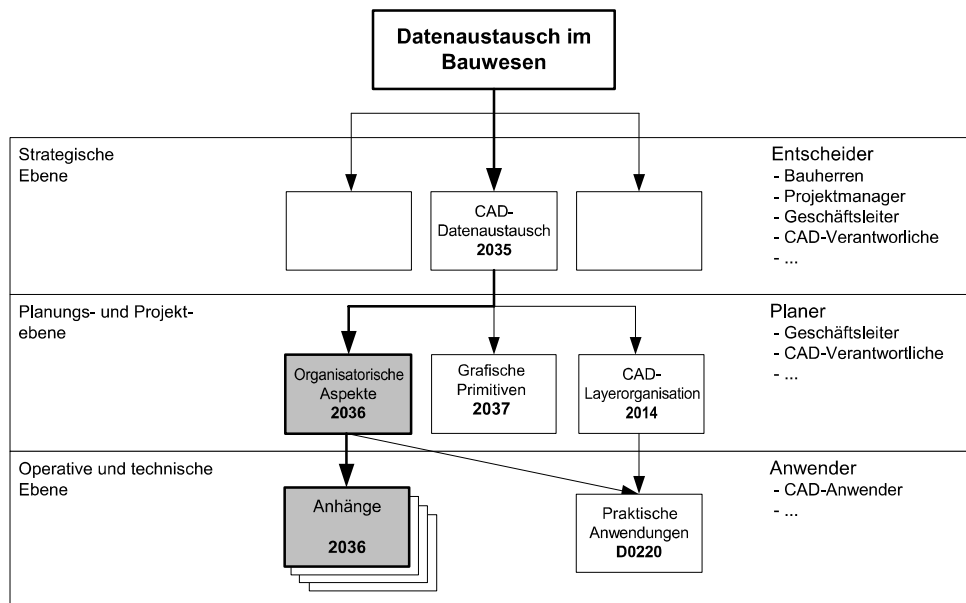 Datenaustausch im
Bauwesen
Strategische
Ebene
CAD-
Datenaustausch
2035
Entscheider
- Bauherren
- Projektmanager
- Geschäftsleiter
- CAD-Verantworliche
- ...
Planungs- und Projekt-
ebene
Organisatorische
Aspekte
2036
Grafische
Primitiven
2037
CAD-
Layerorganisation
2014
Planer
- Geschäftsleiter
- CAD-Verantwortliche
- ...
Operative und technische
Ebene
Anhänge
2036
Praktische
Anwendungen
D0220
Anwender
- CAD-Anwender
- ...